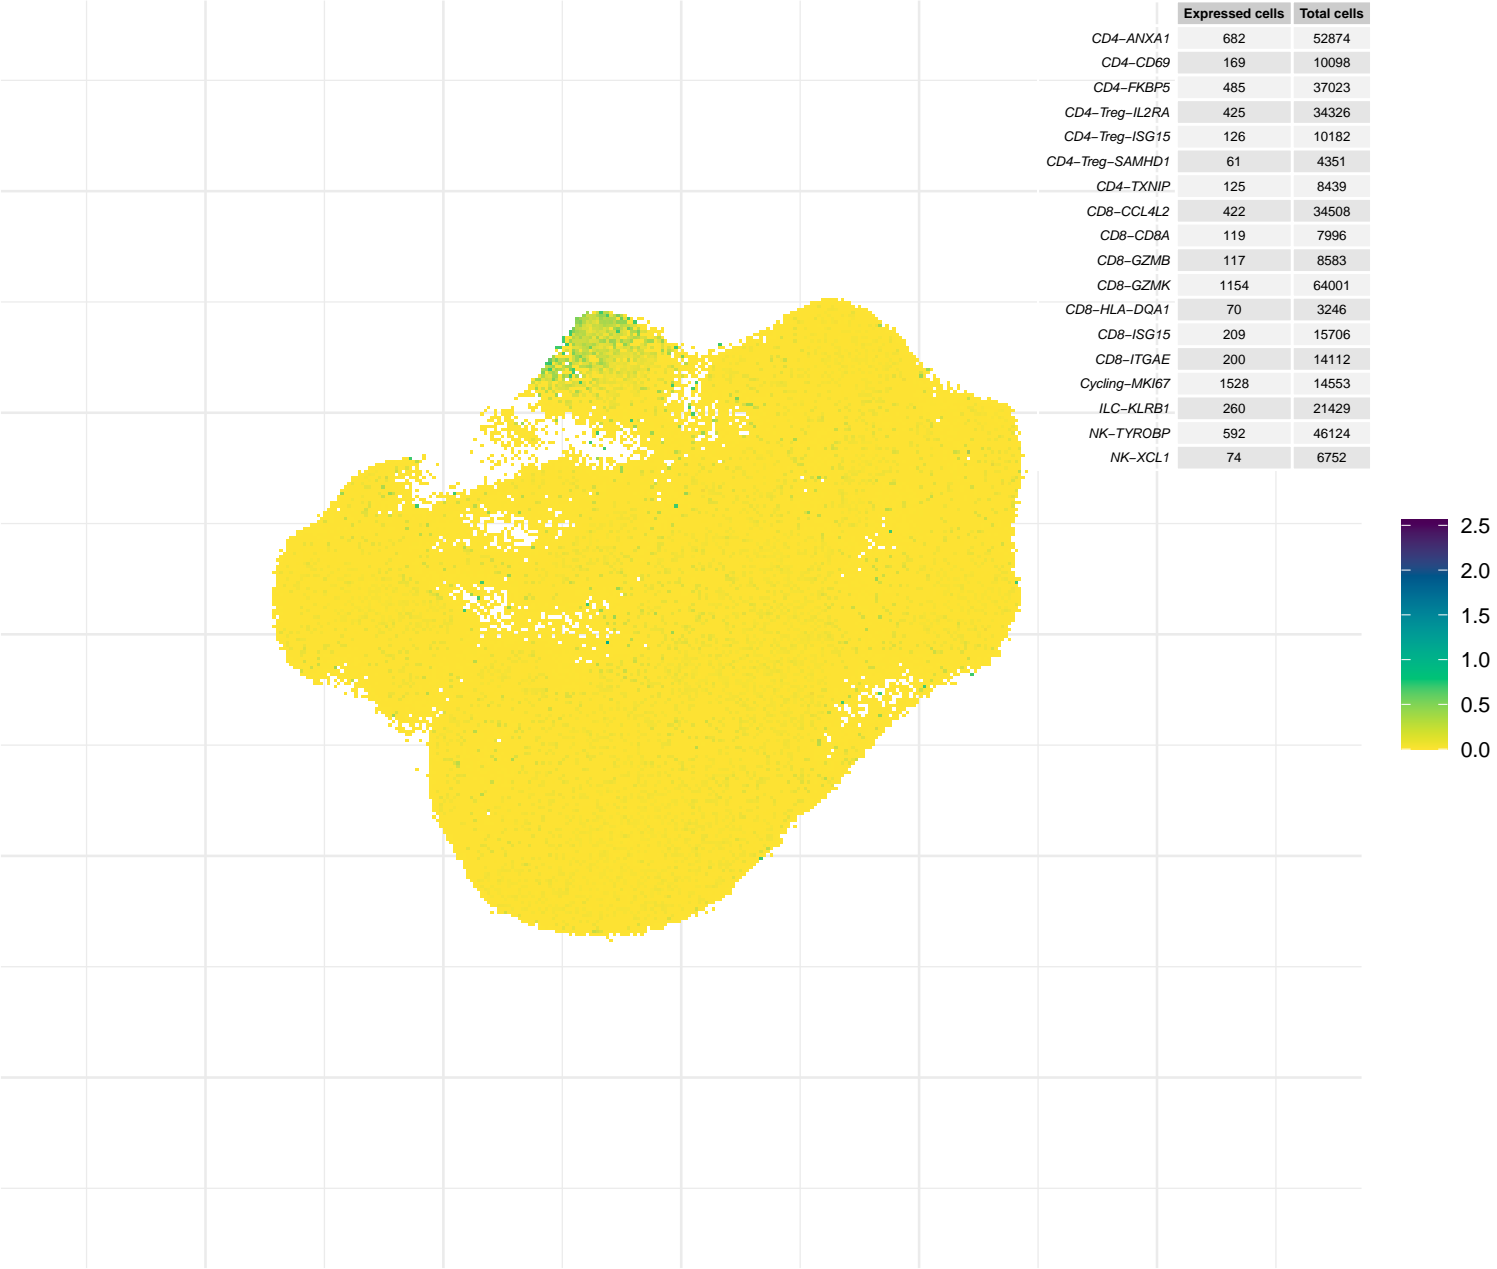 Expressed cells Total cells
CD4−ANXA1 682 52874
CD4−CD69 169 10098
CD4−FKBP5 485 37023
CD4−Treg−IL2RA 425 34326
CD4−Treg−ISG15 126 10182
CD4−Treg−SAMHD1 61 4351
CD4−TXNIP 125 8439
CD8−CCL4L2 422 34508
CD8−CD8A 119 7996
CD8−GZMB 117 8583
CD8−GZMK 1154 64001
CD8−HLA−DQA1 70 3246
CD8−ISG15 209 15706
CD8−ITGAE 200 14112
Cycling−MKI67 1528 14553
ILC−KLRB1 260 21429
NK−TYROBP 592 46124
NK−XCL1 74 6752
2.5
2.0
1.5
1.0
0.5
0.0